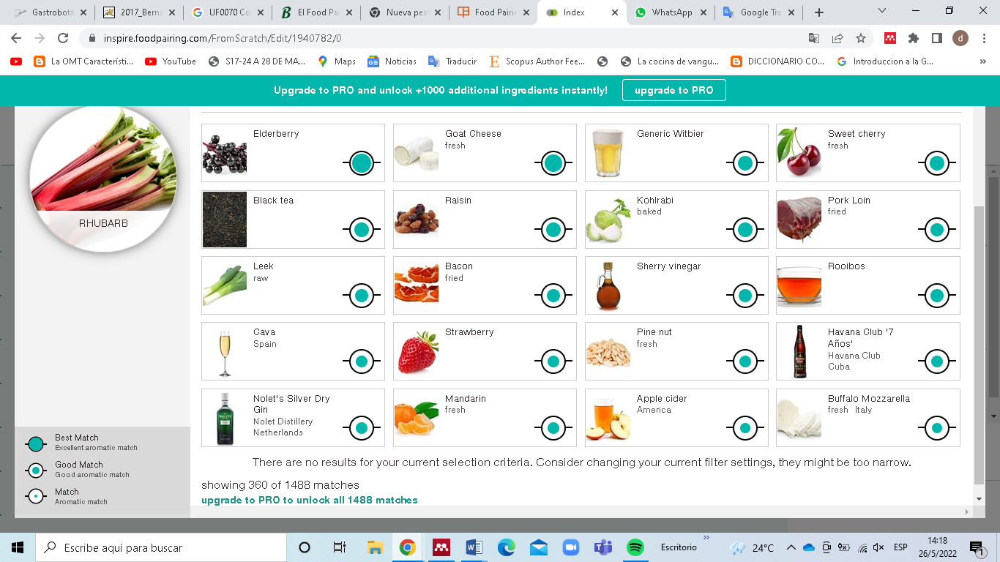 Gastrobotá
2017_Berna
UF0070 Co
El Food Pai
Nueva pest
Food Pairin
Index
WhatsApp
Google Tra
inspire.foodpairing.com/FromScratch/Edit/1940782/0
d
La OMT Característi...
YouTube
S17-24 A 28 DE MA...
Maps
Noticias
Traducir
Scopus Author Fee...
La cocina de vangu...
DICCIONARIO CO...
Introduccion a la G...
Upgrade to PRO and unlock +1000 additional ingredients instantly!
upgrade to PRO
RHUBARB
Elderberry
Goat Cheese
fresh
Generic Witbier
Sweet cherry
fresh
Black tea
Raisin
Kohlrabi
baked
Pork Loin
fried
Leek
raw
Bacon
fried
Sherry vinegar
Rooibos
Cava
Spain
Strawberry
Pine nut
fresh
Havana Club '7
Años'
Havana Club
Cuba
Nolet's Silver Dry
Gin
Nolet Distillery
Netherlands
Mandarin
fresh
Apple cider
America
Buffalo Mozzarella
fresh Italy
Best Match
Excellent aromatic match
Good Match
Good aromatic match
Match
Aromatic match
There are no results for your current selection criteria. Consider changing your current filter settings, they might be too narrow.
showing 360 of 1488 matches
upgrade to PRO to unlock all 1488 matches
Escribe aquí para buscar
Escritorio
24°C
ESP
14:18
26/5/2022
1